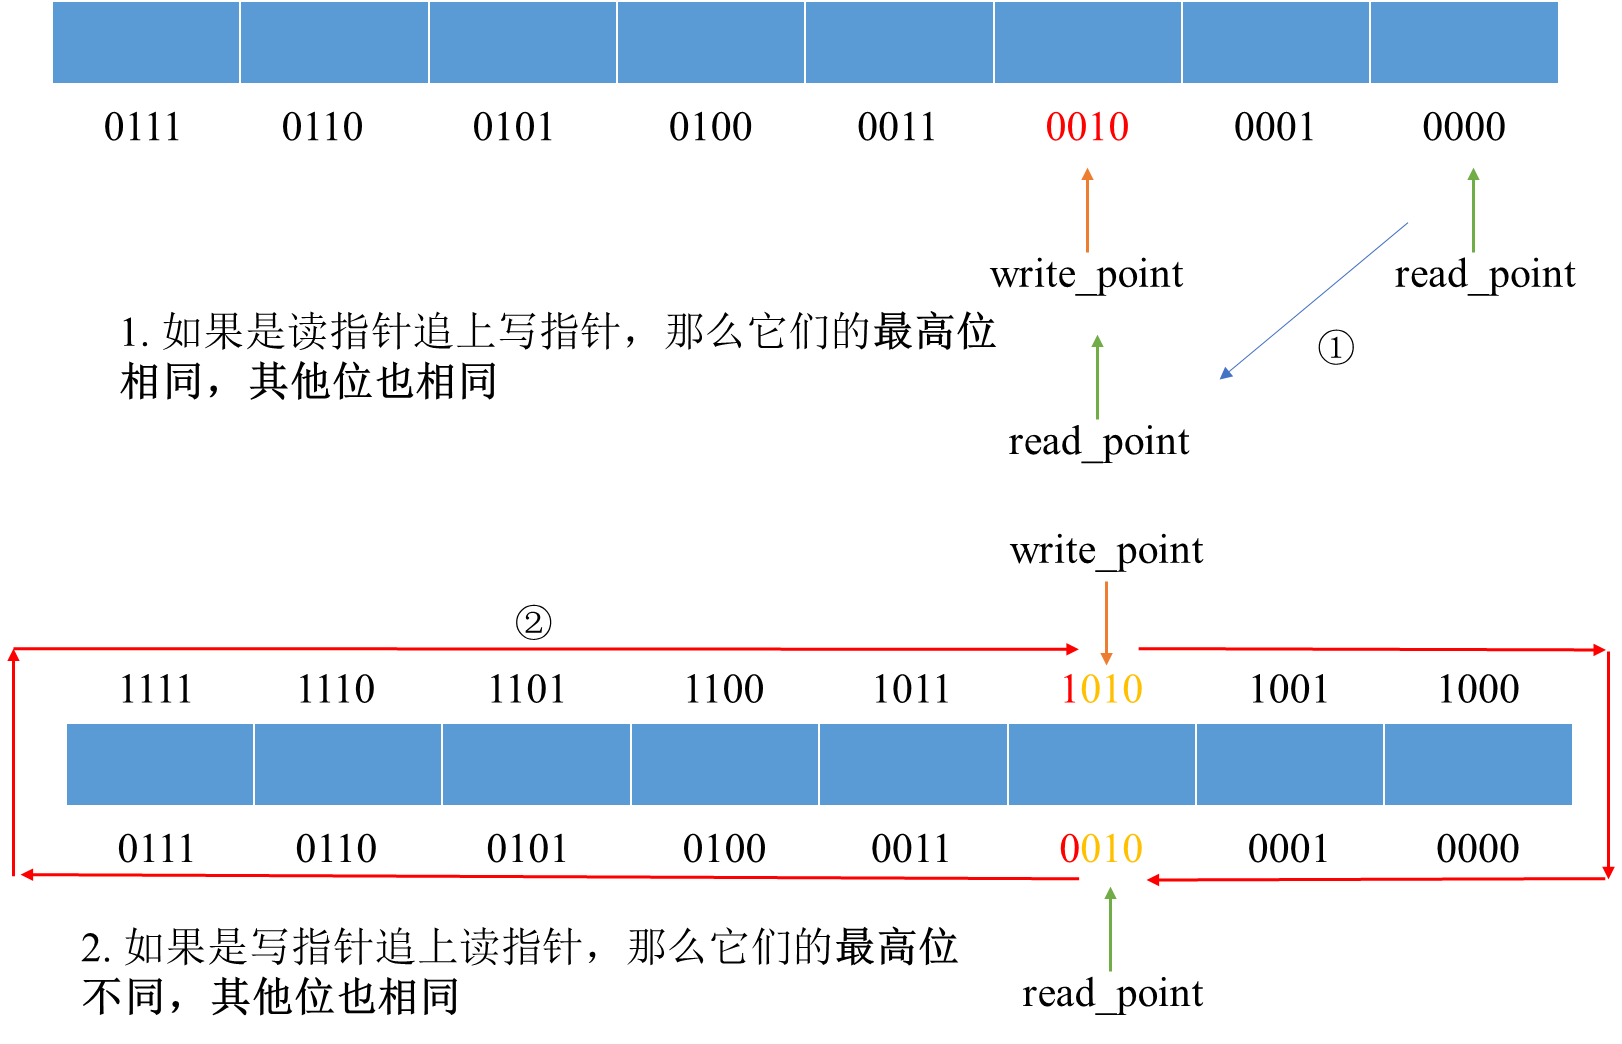 0111 0110 0101 0100 0011 0010 0001 0000
write_point read_point
1. 如果是读指针追上写指针，那么它们的最高位
相同，其他位也相同
①
read_point
write_point
②
1111 1110 1101 1100 1011 1010 1001 1000
0111 0110 0101 0100 0011 0010 0001 0000
2. 如果是写指针追上读指针，那么它们的最高位
不同，其他位也相同
read_point